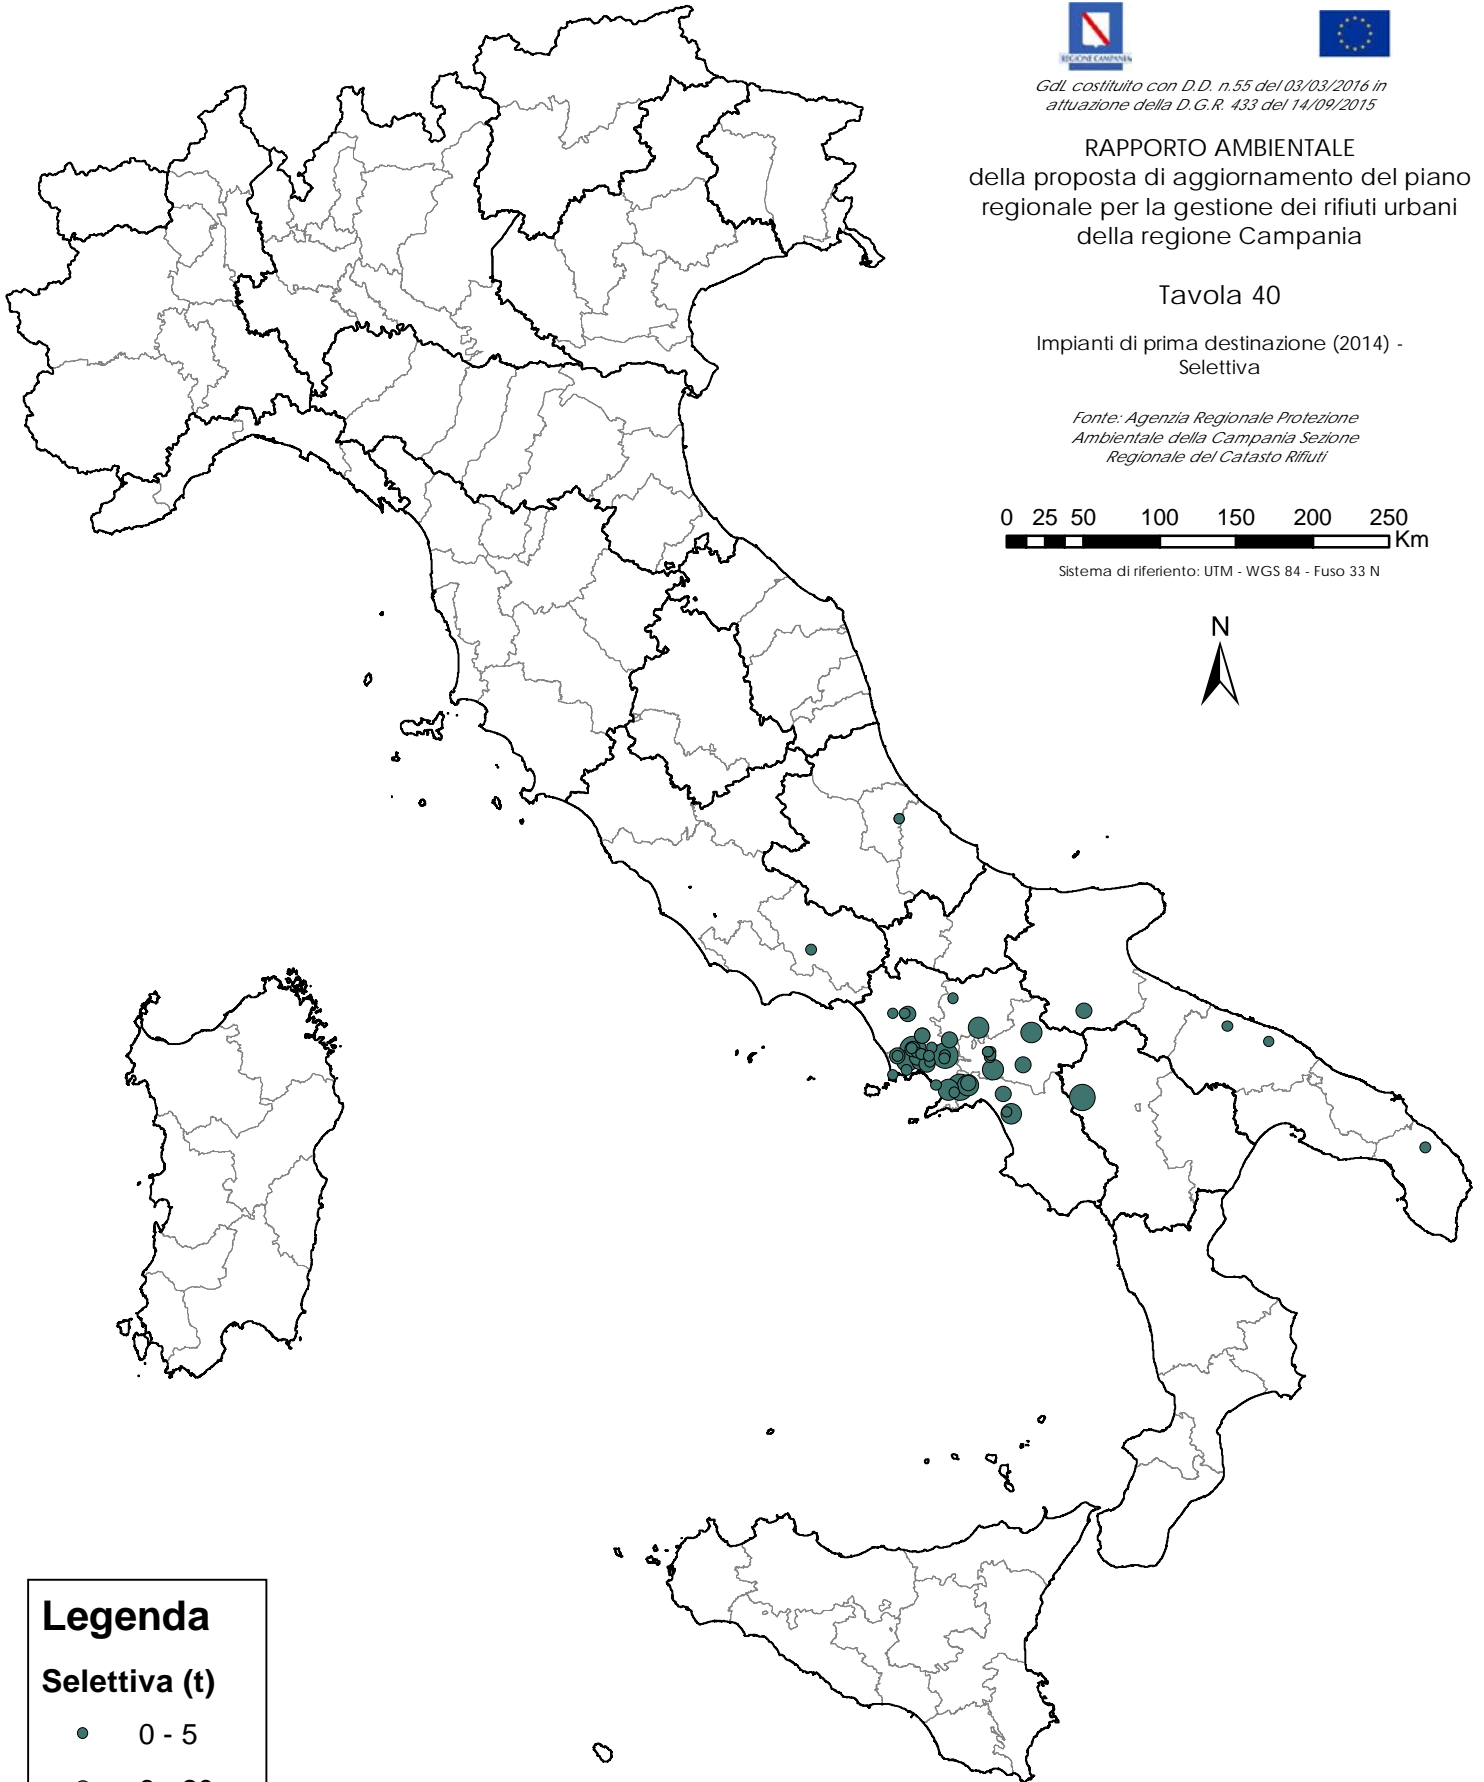 REGIONE CAMPANIA
GdL costituito con D.D. n.55 del 03/03/2016 in
attuazione della D.G.R. 433 del 14/09/2015
RAPPORTO AMBIENTALE
della proposta di aggiornamento del piano
regionale per la gestione dei rifiuti urbani
della regione Campania
Tavola 40
Impianti di prima destinazione (2014) -
Selettiva
Fonte: Agenzia Regionale Protezione
Ambientale della Campania Sezione
Regionale del Catasto Rifiuti
0 25 50 100 150 200 250
Km
Sistema di riferiento: UTM - WGS 84 - Fuso 33 N
N
Legenda
Selettiva (t)
0 - 5